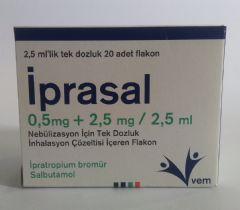 2,5 ml'lik tek dozluk 20 adet flakon
İprasal
0,5mg + 2,5 mg / 2,5 ml
Nebülizasyon İçin Tek Dozluk
İnhalasyon Çözeltisi İçeren Flakon
İpratropium bromür
Salbutamol
vem